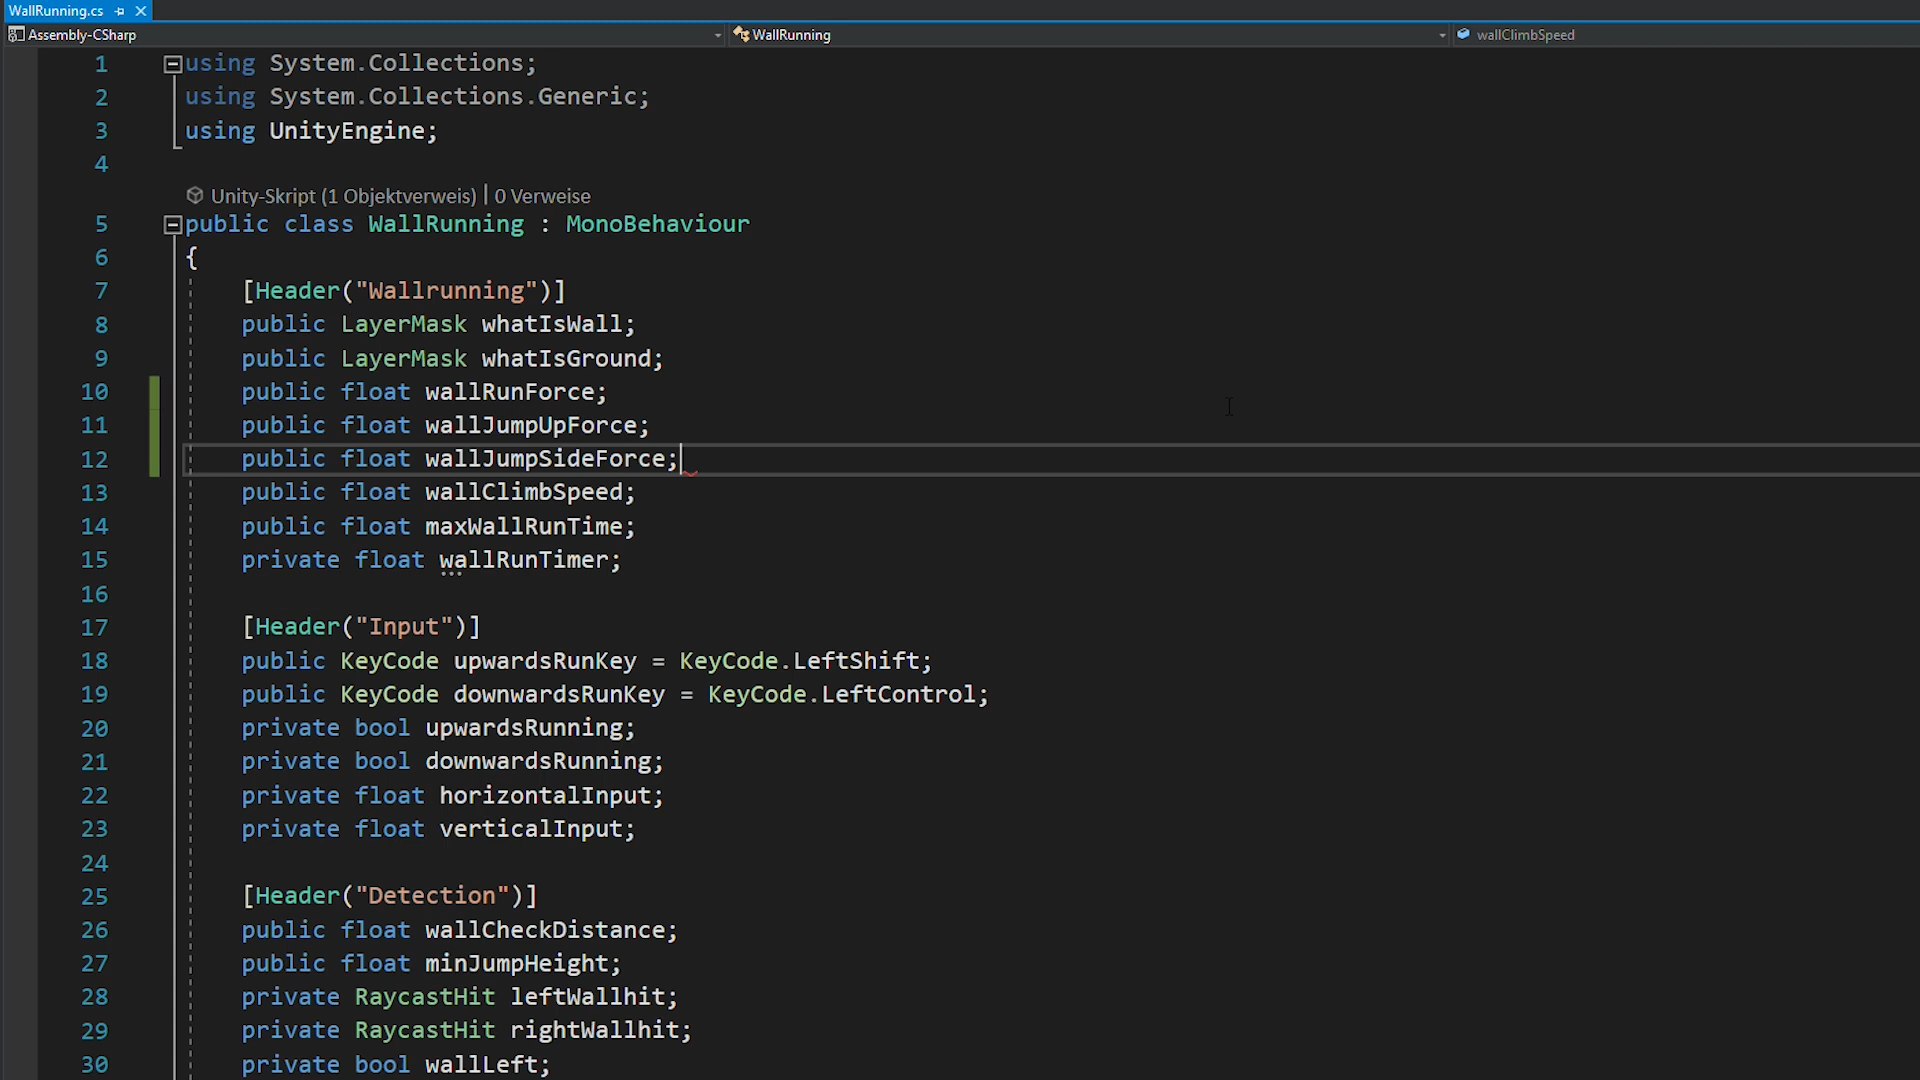 WallRunning.cs
Assembly-CSharp WallRunning wallClimbSpeed
1 using System.Collections;
2 using System.Collections.Generic;
3 using UnityEngine;
4
Unity-Skript (1 Objektverweis) | 0 Verweise
5 public class WallRunning : MonoBehaviour
6 {
7 [Header("Wallrunning")]
8 public LayerMask whatIsWall;
9 public LayerMask whatIsGround;
10 public float wallRunForce;
11 public float wallJumpUpForce;
12 public float wallJumpSideForce;
13 public float wallClimbSpeed;
14 public float maxWallRunTime;
15 private float wallRunTimer;
16
17 [Header("Input")]
18 public KeyCode upwardsRunKey = KeyCode.LeftShift;
19 public KeyCode downwardsRunKey = KeyCode.LeftControl;
20 private bool upwardsRunning;
21 private bool downwardsRunning;
22 private float horizontalInput;
23 private float verticalInput;
24
25 [Header("Detection")]
26 public float wallCheckDistance;
27 public float minJumpHeight;
28 private RaycastHit leftWallhit;
29 private RaycastHit rightWallhit;
30 private bool wallLeft;